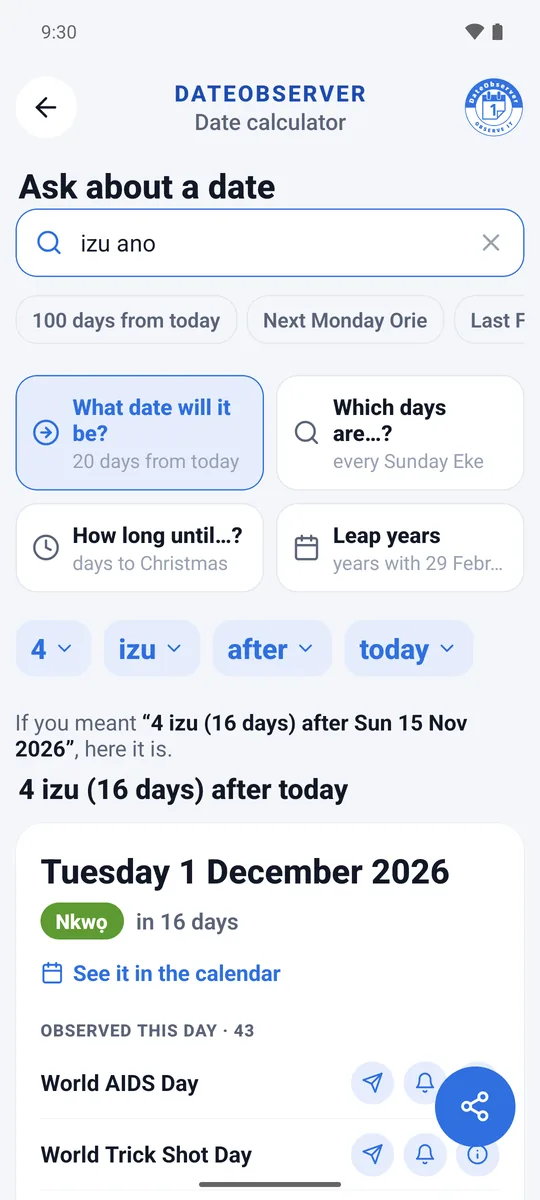 9:30
DATEOBSERVER
Date calculator
DateObserver
1
OBSERVE IT
Ask about a date
izu ano
100 days from today
Next Monday Orie
Last F
What date will it be?
20 days from today
Which days are…?
every Sunday Eke
How long until…?
days to Christmas
Leap years
years with 29 Febr…
4
izu
after
today
If you meant “4 izu (16 days) after Sun 15 Nov
2026”, here it is.
4 izu (16 days) after today
Tuesday 1 December 2026
Nkwọ
in 16 days
See it in the calendar
OBSERVED THIS DAY · 43
World AIDS Day
World Trick Shot Day